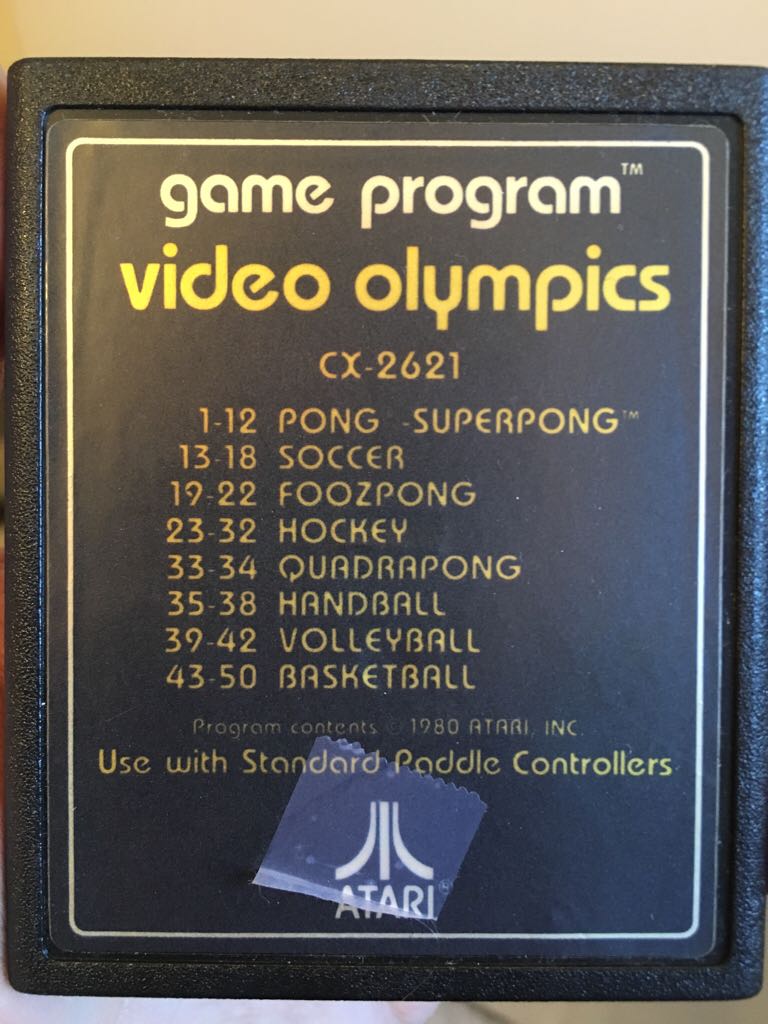 game program™
video olympics
CX-2621
1-12 PONG -SUPERPONG™
13-18 SOCCER
19-22 FOOZPONG
23-32 HOCKEY
33-34 QUADRAPONG
35-38 HANDBALL
39-42 VOLLEYBALL
43-50 BASKETBALL
Program contents © 1980 ATARI, INC.
Use with Standard Paddle Controllers
ATARI®